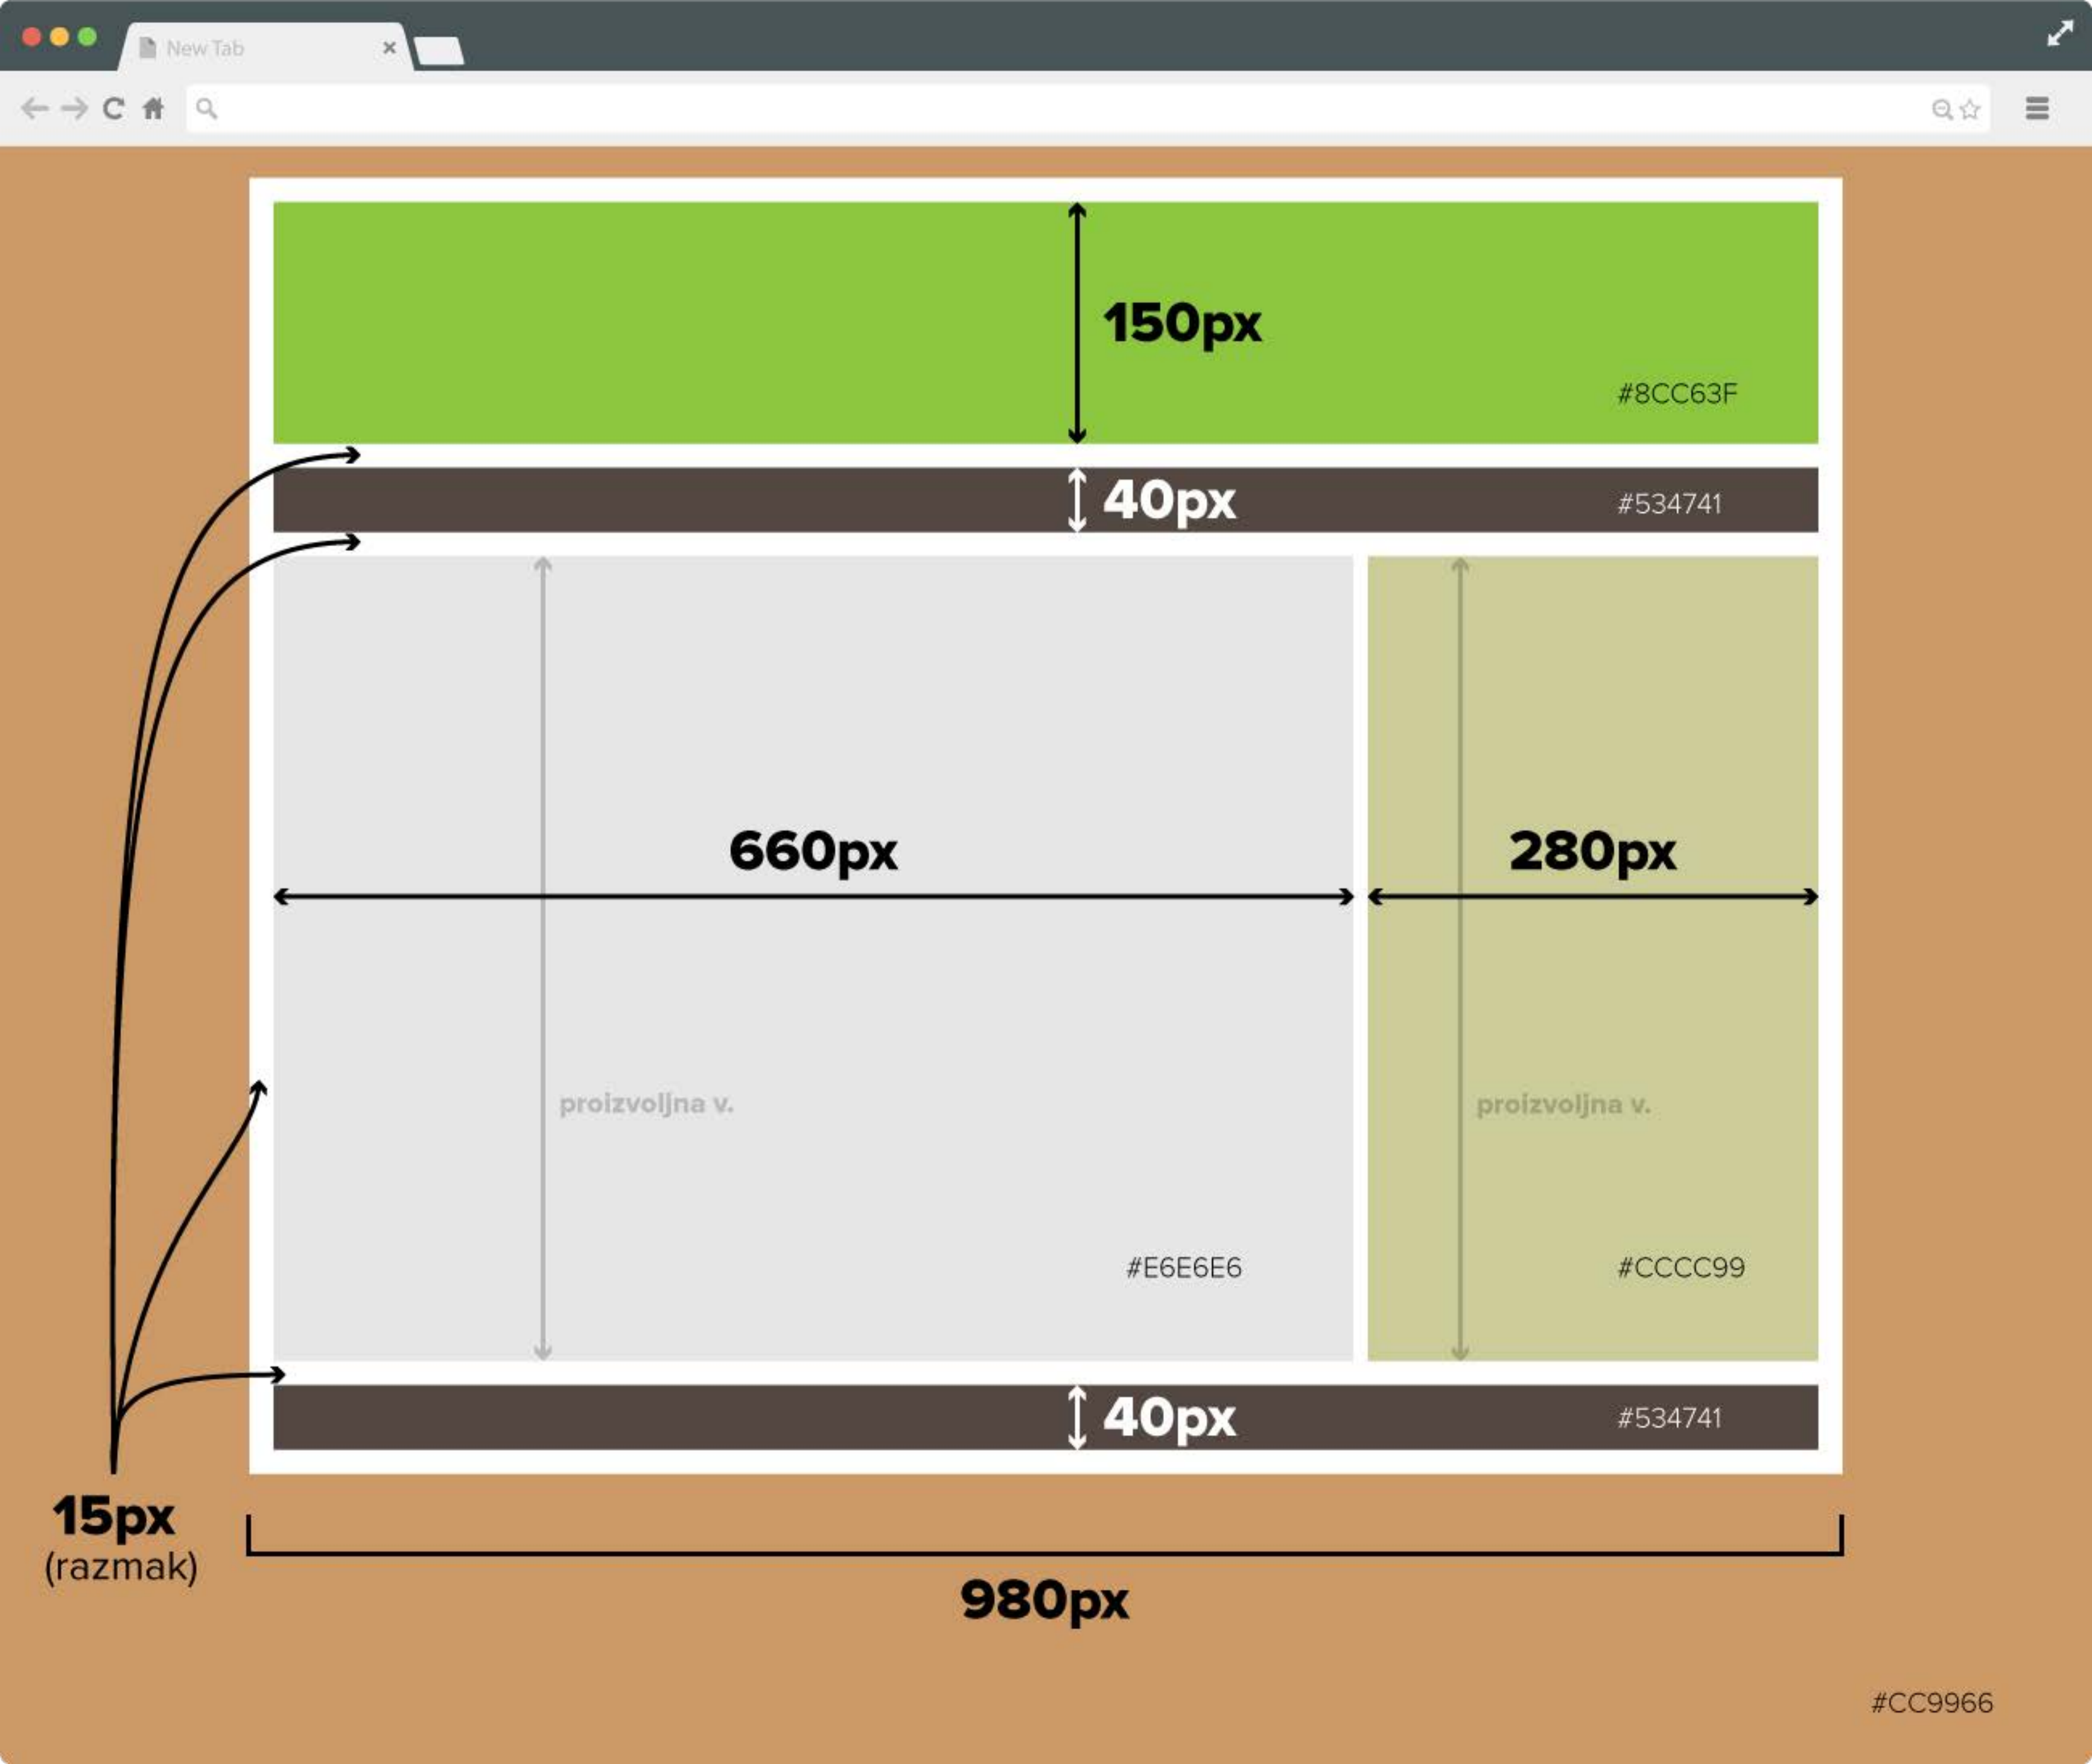 New Tab
150px
#8CC63F
40px
#534741
660px
280px
proizvoljna v.
proizvoljna v.
#E6E6E6
#CCCC99
40px
#534741
15px
(razmak)
980px
#CC9966